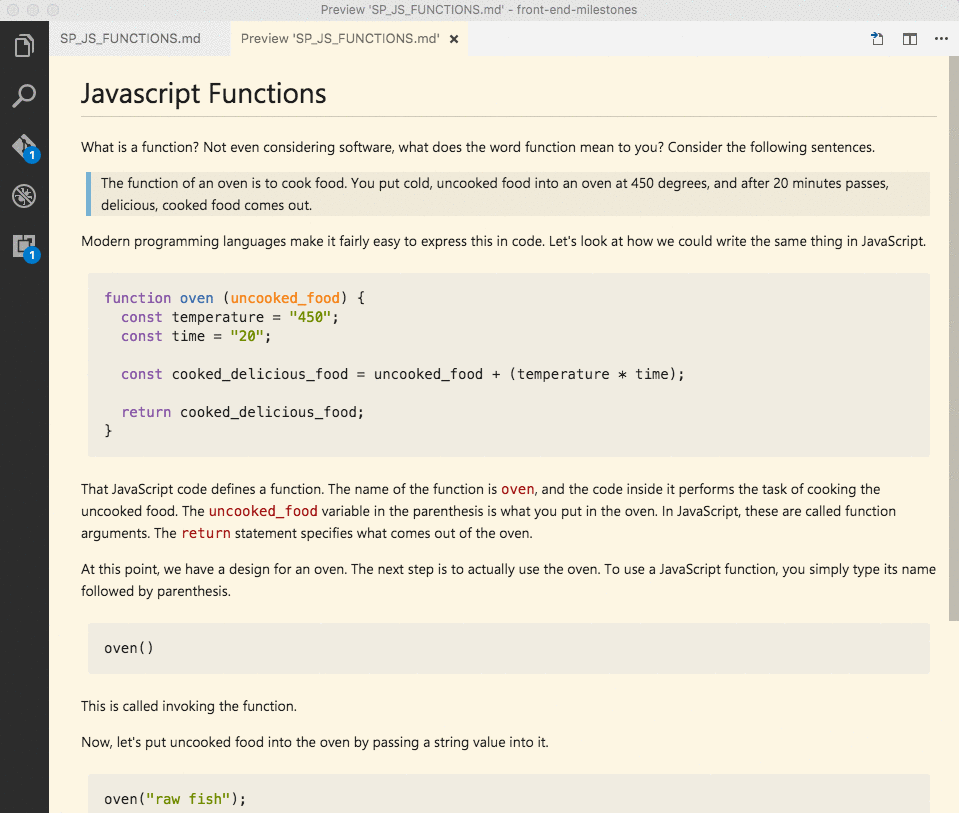 Preview 'SP_JS_FUNCTIONS.md' - front-end-milestones
SP_JS_FUNCTIONS.md
Preview 'SP_JS_FUNCTIONS.md'
1
1
Javascript Functions
What is a function? Not even considering software, what does the word function mean to you? Consider the following sentences.
The function of an oven is to cook food. You put cold, uncooked food into an oven at 450 degrees, and after 20 minutes passes,
delicious, cooked food comes out.
Modern programming languages make it fairly easy to express this in code. Let's look at how we could write the same thing in JavaScript.
function oven (uncooked_food) {
  const temperature = "450";
  const time = "20";
  const cooked_delicious_food = uncooked_food + (temperature * time);
  return cooked_delicious_food;
}
That JavaScript code defines a function. The name of the function is oven, and the code inside it performs the task of cooking the
uncooked food. The uncooked_food variable in the parenthesis is what you put in the oven. In JavaScript, these are called function
arguments. The return statement specifies what comes out of the oven.
At this point, we have a design for an oven. The next step is to actually use the oven. To use a JavaScript function, you simply type its name
followed by parenthesis.
oven()
This is called invoking the function.
Now, let's put uncooked food into the oven by passing a string value into it.
oven("raw fish");